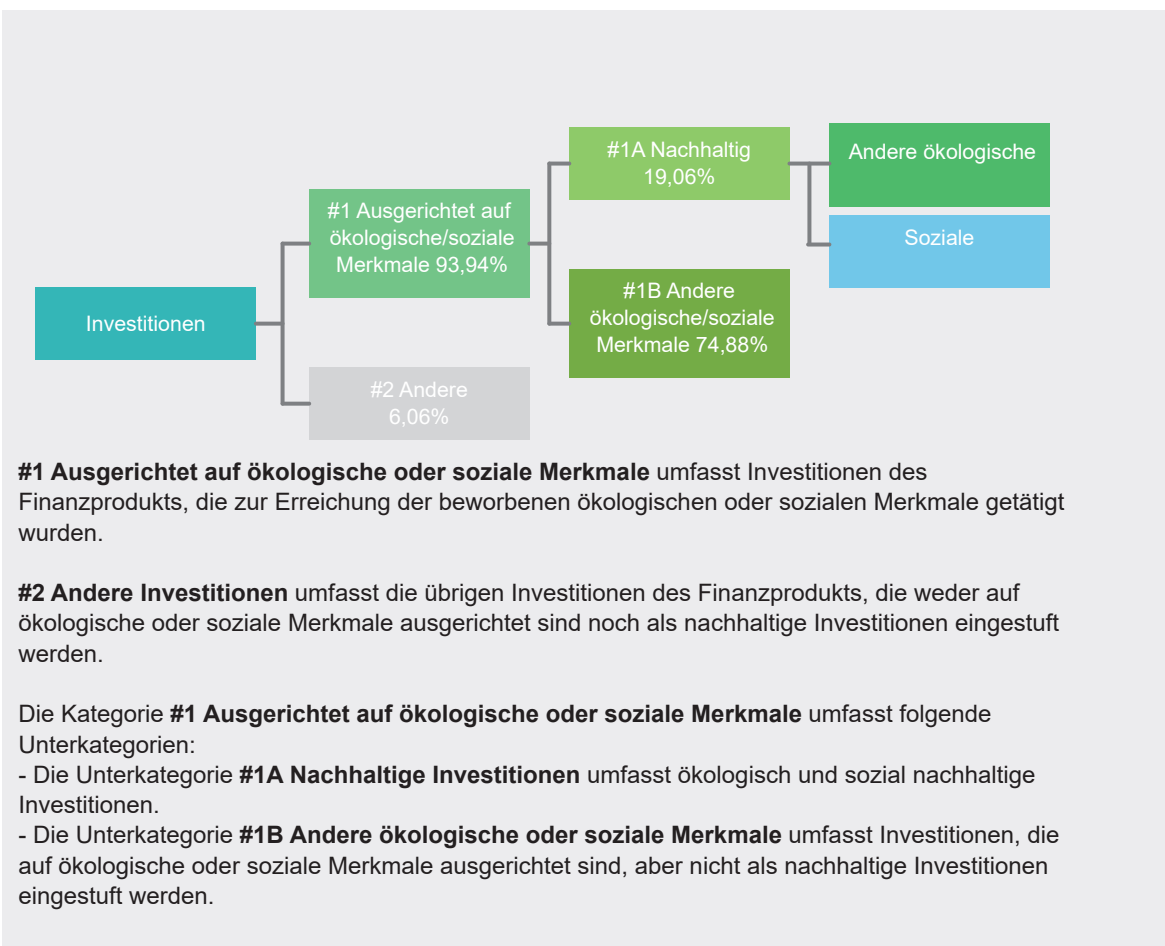 #1A Nachhaltig
19,06%
Andere ökologische
#1 Ausgerichtet auf
ökologische/soziale
Merkmale 93,94%
Soziale
Investitionen
#1B Andere
ökologische/soziale
Merkmale 74,88%
#2 Andere
6,06%
#1 Ausgerichtet auf ökologische oder soziale Merkmale umfasst Investitionen des
Finanzprodukts, die zur Erreichung der beworbenen ökologischen oder sozialen Merkmale getätigt
wurden.
#2 Andere Investitionen umfasst die übrigen Investitionen des Finanzprodukts, die weder auf
ökologische oder soziale Merkmale ausgerichtet sind noch als nachhaltige Investitionen eingestuft
werden.
Die Kategorie #1 Ausgerichtet auf ökologische oder soziale Merkmale umfasst folgende
Unterkategorien:
- Die Unterkategorie #1A Nachhaltige Investitionen umfasst ökologisch und sozial nachhaltige
Investitionen.
- Die Unterkategorie #1B Andere ökologische oder soziale Merkmale umfasst Investitionen, die
auf ökologische oder soziale Merkmale ausgerichtet sind, aber nicht als nachhaltige Investitionen
eingestuft werden.